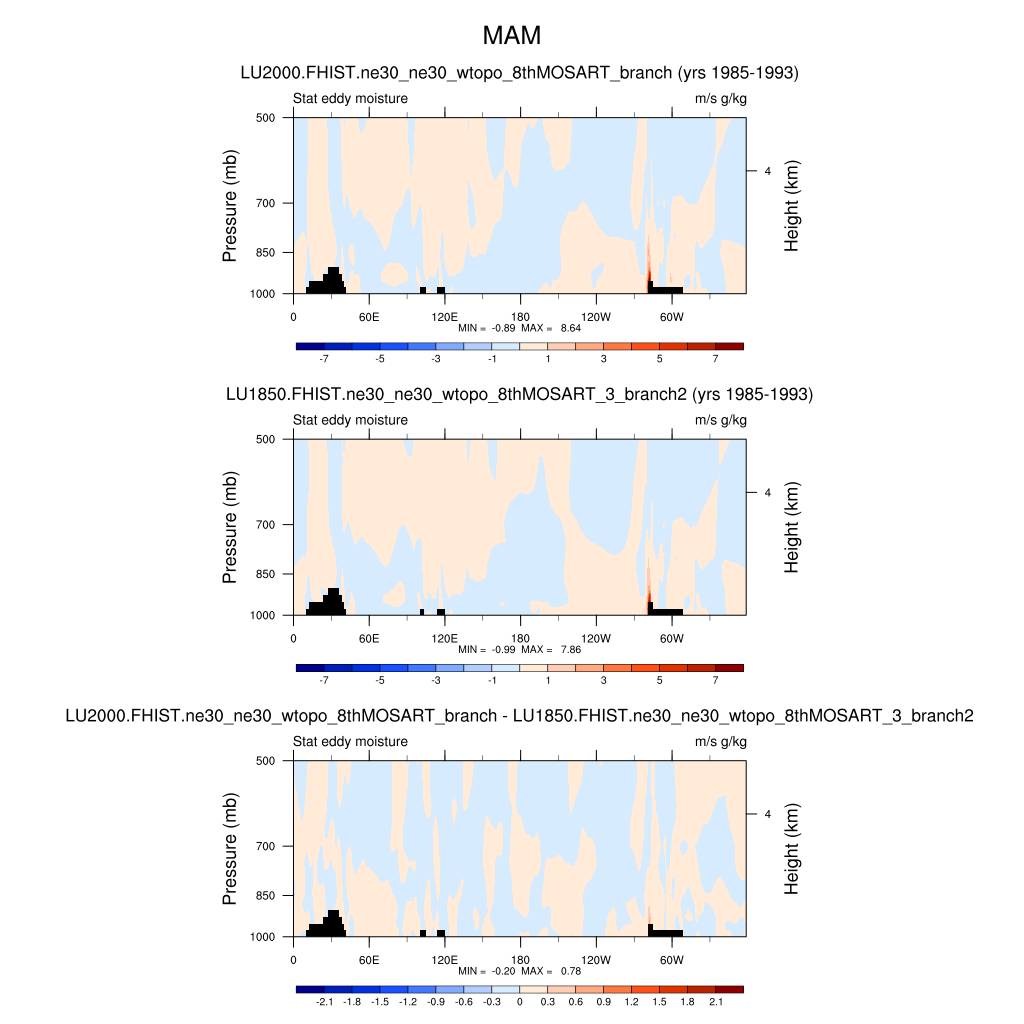 MAM
LU2000.FHIST.ne30_ne30_wtopo_8thMOSART_branch (yrs 1985-1993)
Stat eddy moisture m/s g/kg
500
700
850
1000
Pressure (mb)
4
Height (km)
0 60E 120E 180 120W 60W
MIN = -0.89 MAX = 8.64
-7 -5 -3 -1 1 3 5 7
LU1850.FHIST.ne30_ne30_wtopo_8thMOSART_3_branch2 (yrs 1985-1993)
Stat eddy moisture m/s g/kg
500
700
850
1000
Pressure (mb)
4
Height (km)
0 60E 120E 180 120W 60W
MIN = -0.99 MAX = 7.86
-7 -5 -3 -1 1 3 5 7
LU2000.FHIST.ne30_ne30_wtopo_8thMOSART_branch - LU1850.FHIST.ne30_ne30_wtopo_8thMOSART_3_branch2
Stat eddy moisture m/s g/kg
500
700
850
1000
Pressure (mb)
4
Height (km)
0 60E 120E 180 120W 60W
MIN = -0.20 MAX = 0.78
-2.1 -1.8 -1.5 -1.2 -0.9 -0.6 -0.3 0 0.3 0.6 0.9 1.2 1.5 1.8 2.1